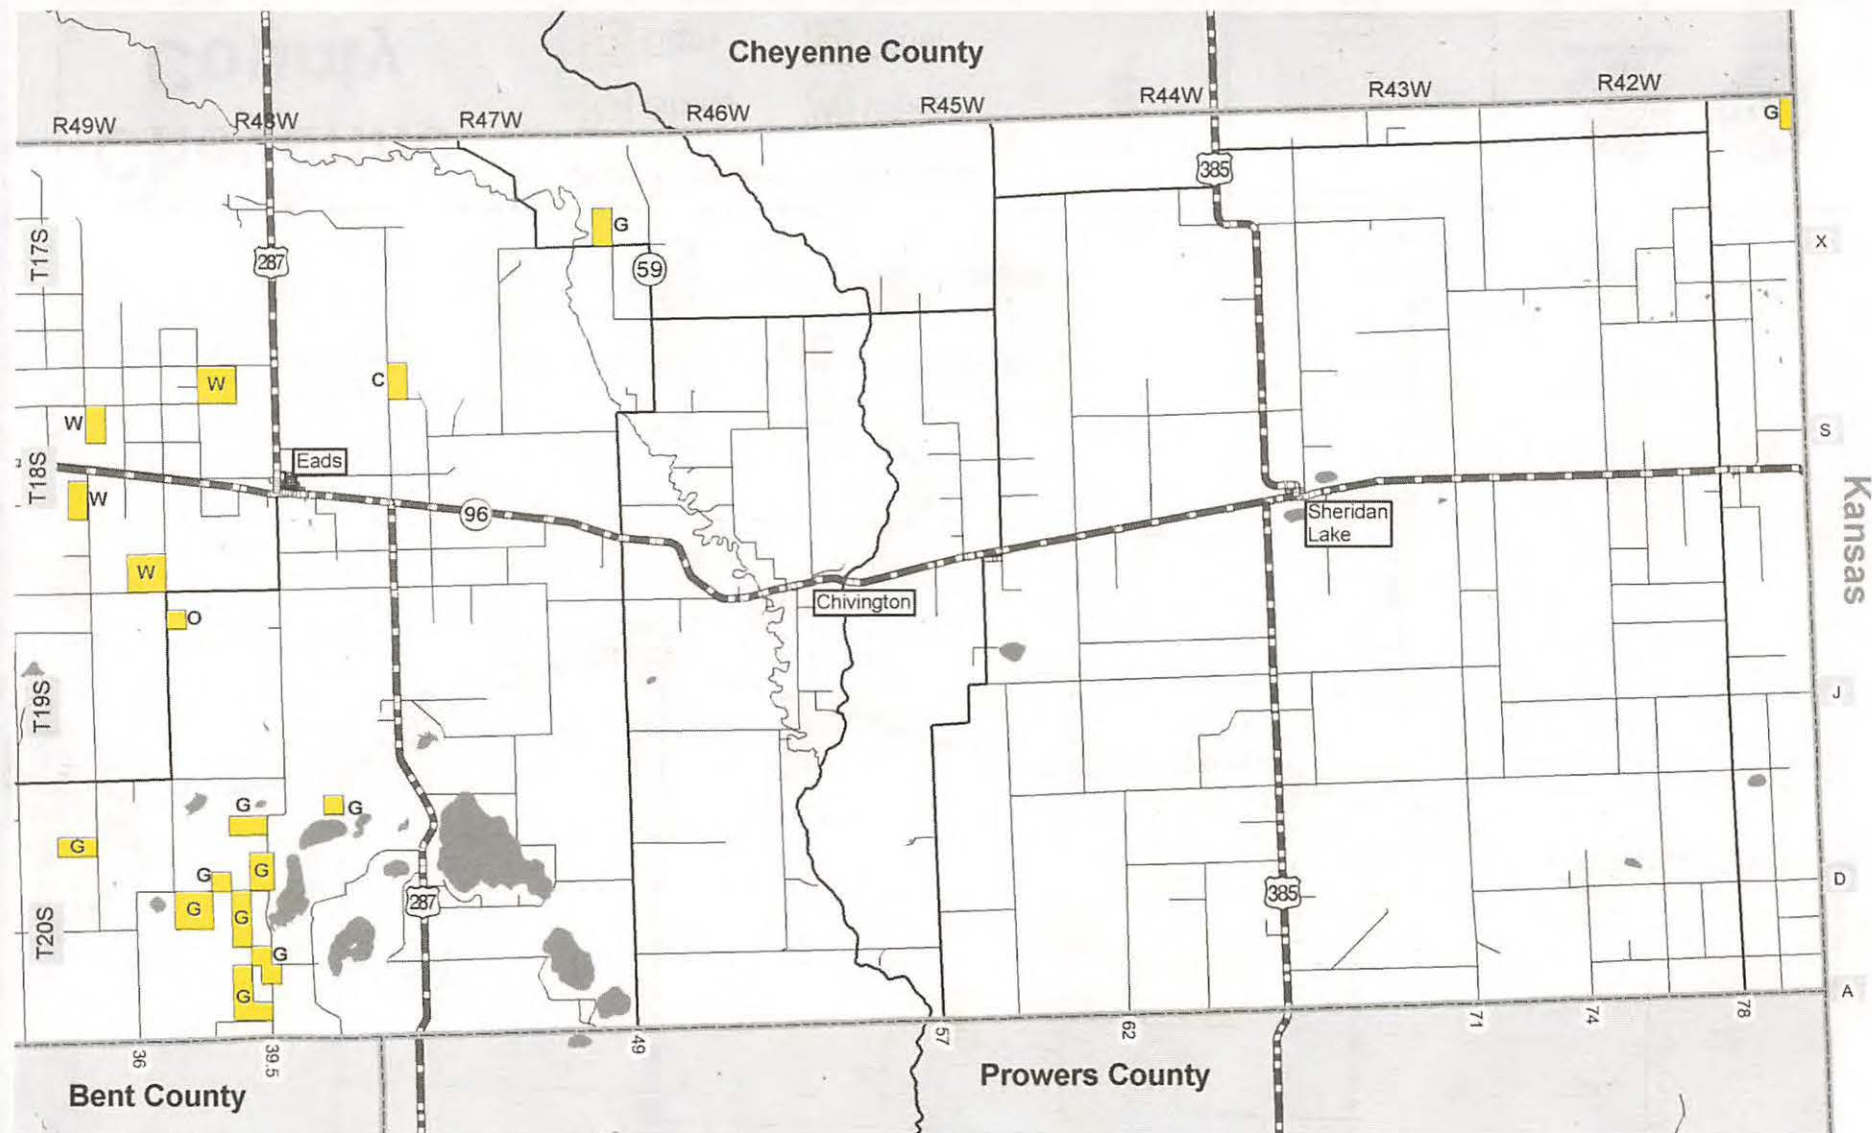 Cheyenne County
R49W
R48W
R47W
R46W
R45W
R44W
R43W
R42W
G
385
T17S
287
G
59
X
W
C
W
S
T18S
Eads
W
96
Sheridan
Lake
Kansas
W
O
Chivington
T19S
J
G
G
G
G
G
G
G
287
385
D
T20S
G
G
A
36
39.5
49
57
62
71
74
78
Bent County
Prowers County